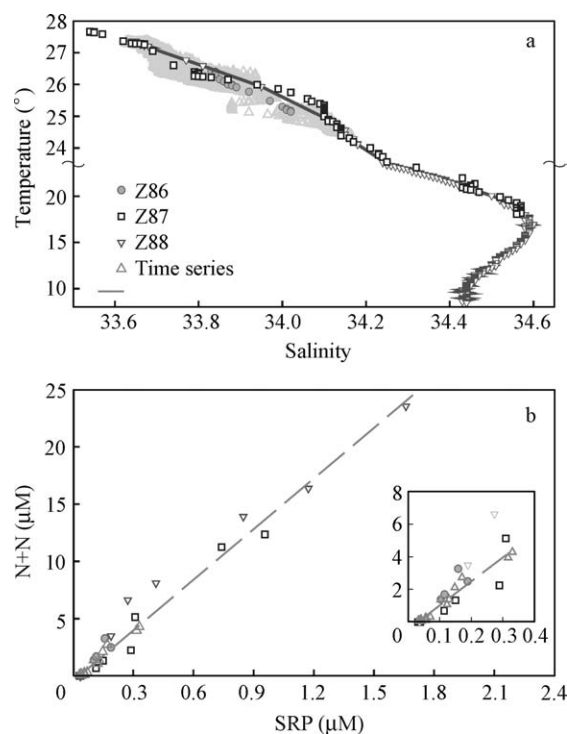 28
27
26
25
24
20
15
10
Temperature (°)
a
Z86
Z87
Z88
Time series
33.6 33.8 34.0 34.2 34.4 34.6
Salinity
25
20
15
10
5
0
N+N (μM)
b
8
6
4
2
0 0.1 0.2 0.3 0.4
0.3 0.6 0.9 1.2 1.5 1.8 2.1 2.4
SRP (μM)